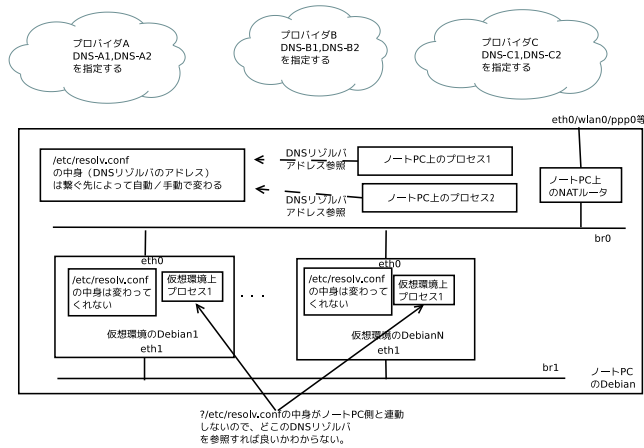 プロバイダA
DNS-A1,DNS-A2
を指定する
プロバイダB
DNS-B1,DNS-B2
を指定する
プロバイダC
DNS-C1,DNS-C2
を指定する
eth0/wlan0/ppp0等
/etc/resolv.conf
の中身（DNSリゾルバのアドレス）
は繋ぐ先によって自動／手動で変わる
DNSリゾルバ
アドレス参照
ノートPC上のプロセス1
DNSリゾルバ
アドレス参照
ノートPC上のプロセス2
ノートPC上
のNATルータ
br0
eth0
/etc/resolv.conf
の中身は変わって
くれない
仮想環境上
プロセス1
仮想環境のDebian1
eth1
. . .
eth0
/etc/resolv.conf
の中身は変わって
くれない
仮想環境上
プロセス1
仮想環境のDebianN
eth1
br1
ノートPC
のDebian
?/etc/resolv.confの中身がノートPC側と連動
しないので、どこのDNSリゾルバ
を参照すれば良いかわからない。